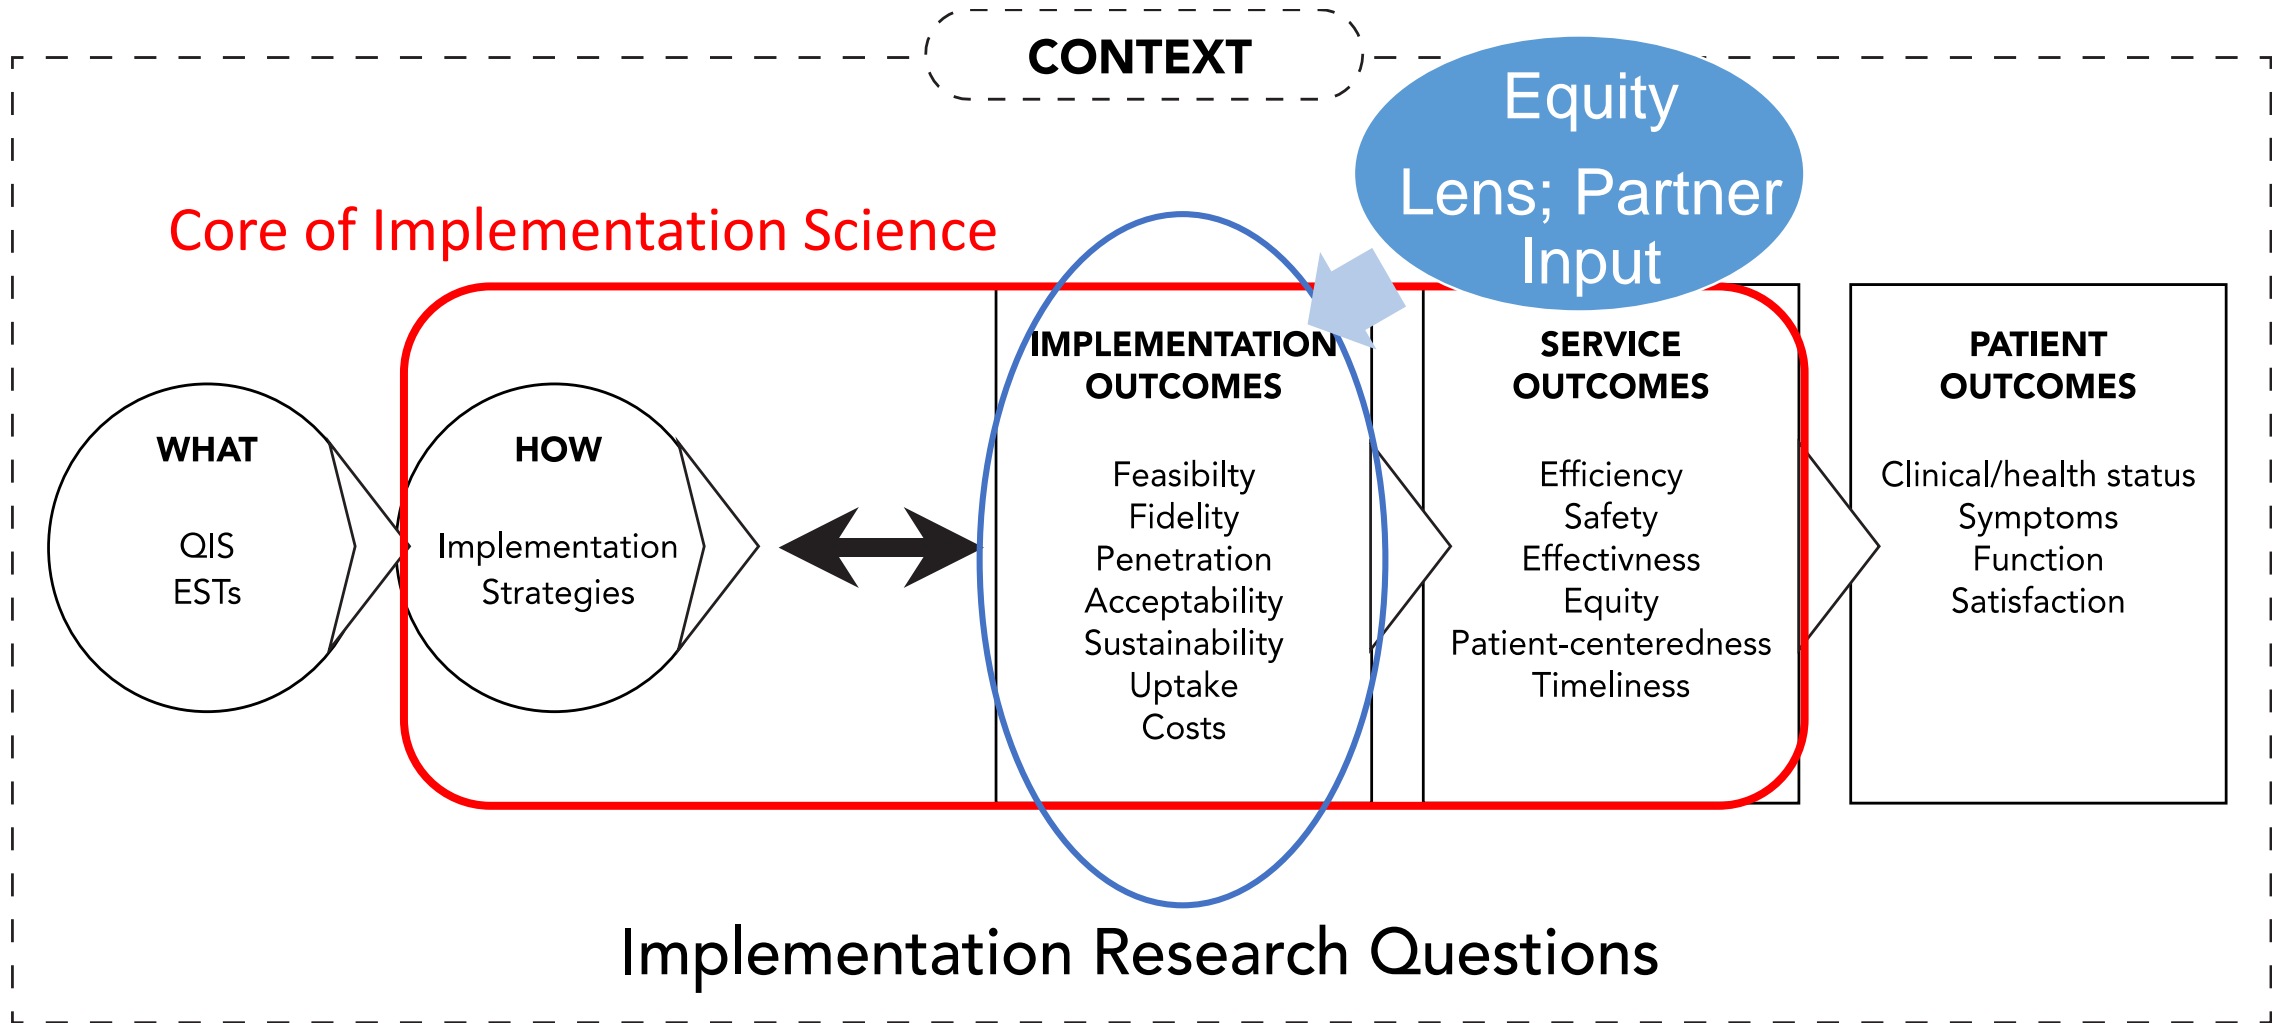 CONTEXT
Equity
Lens; Partner
Input
Core of Implementation Science
WHAT
QIS
ESTs
HOW
Implementation
Strategies
IMPLEMENTATION
OUTCOMES
Feasibilty
Fidelity
Penetration
Acceptability
Sustainability
Uptake
Costs
SERVICE
OUTCOMES
Efficiency
Safety
Effectivness
Equity
Patient-centeredness
Timeliness
PATIENT
OUTCOMES
Clinical/health status
Symptoms
Function
Satisfaction
Implementation Research Questions